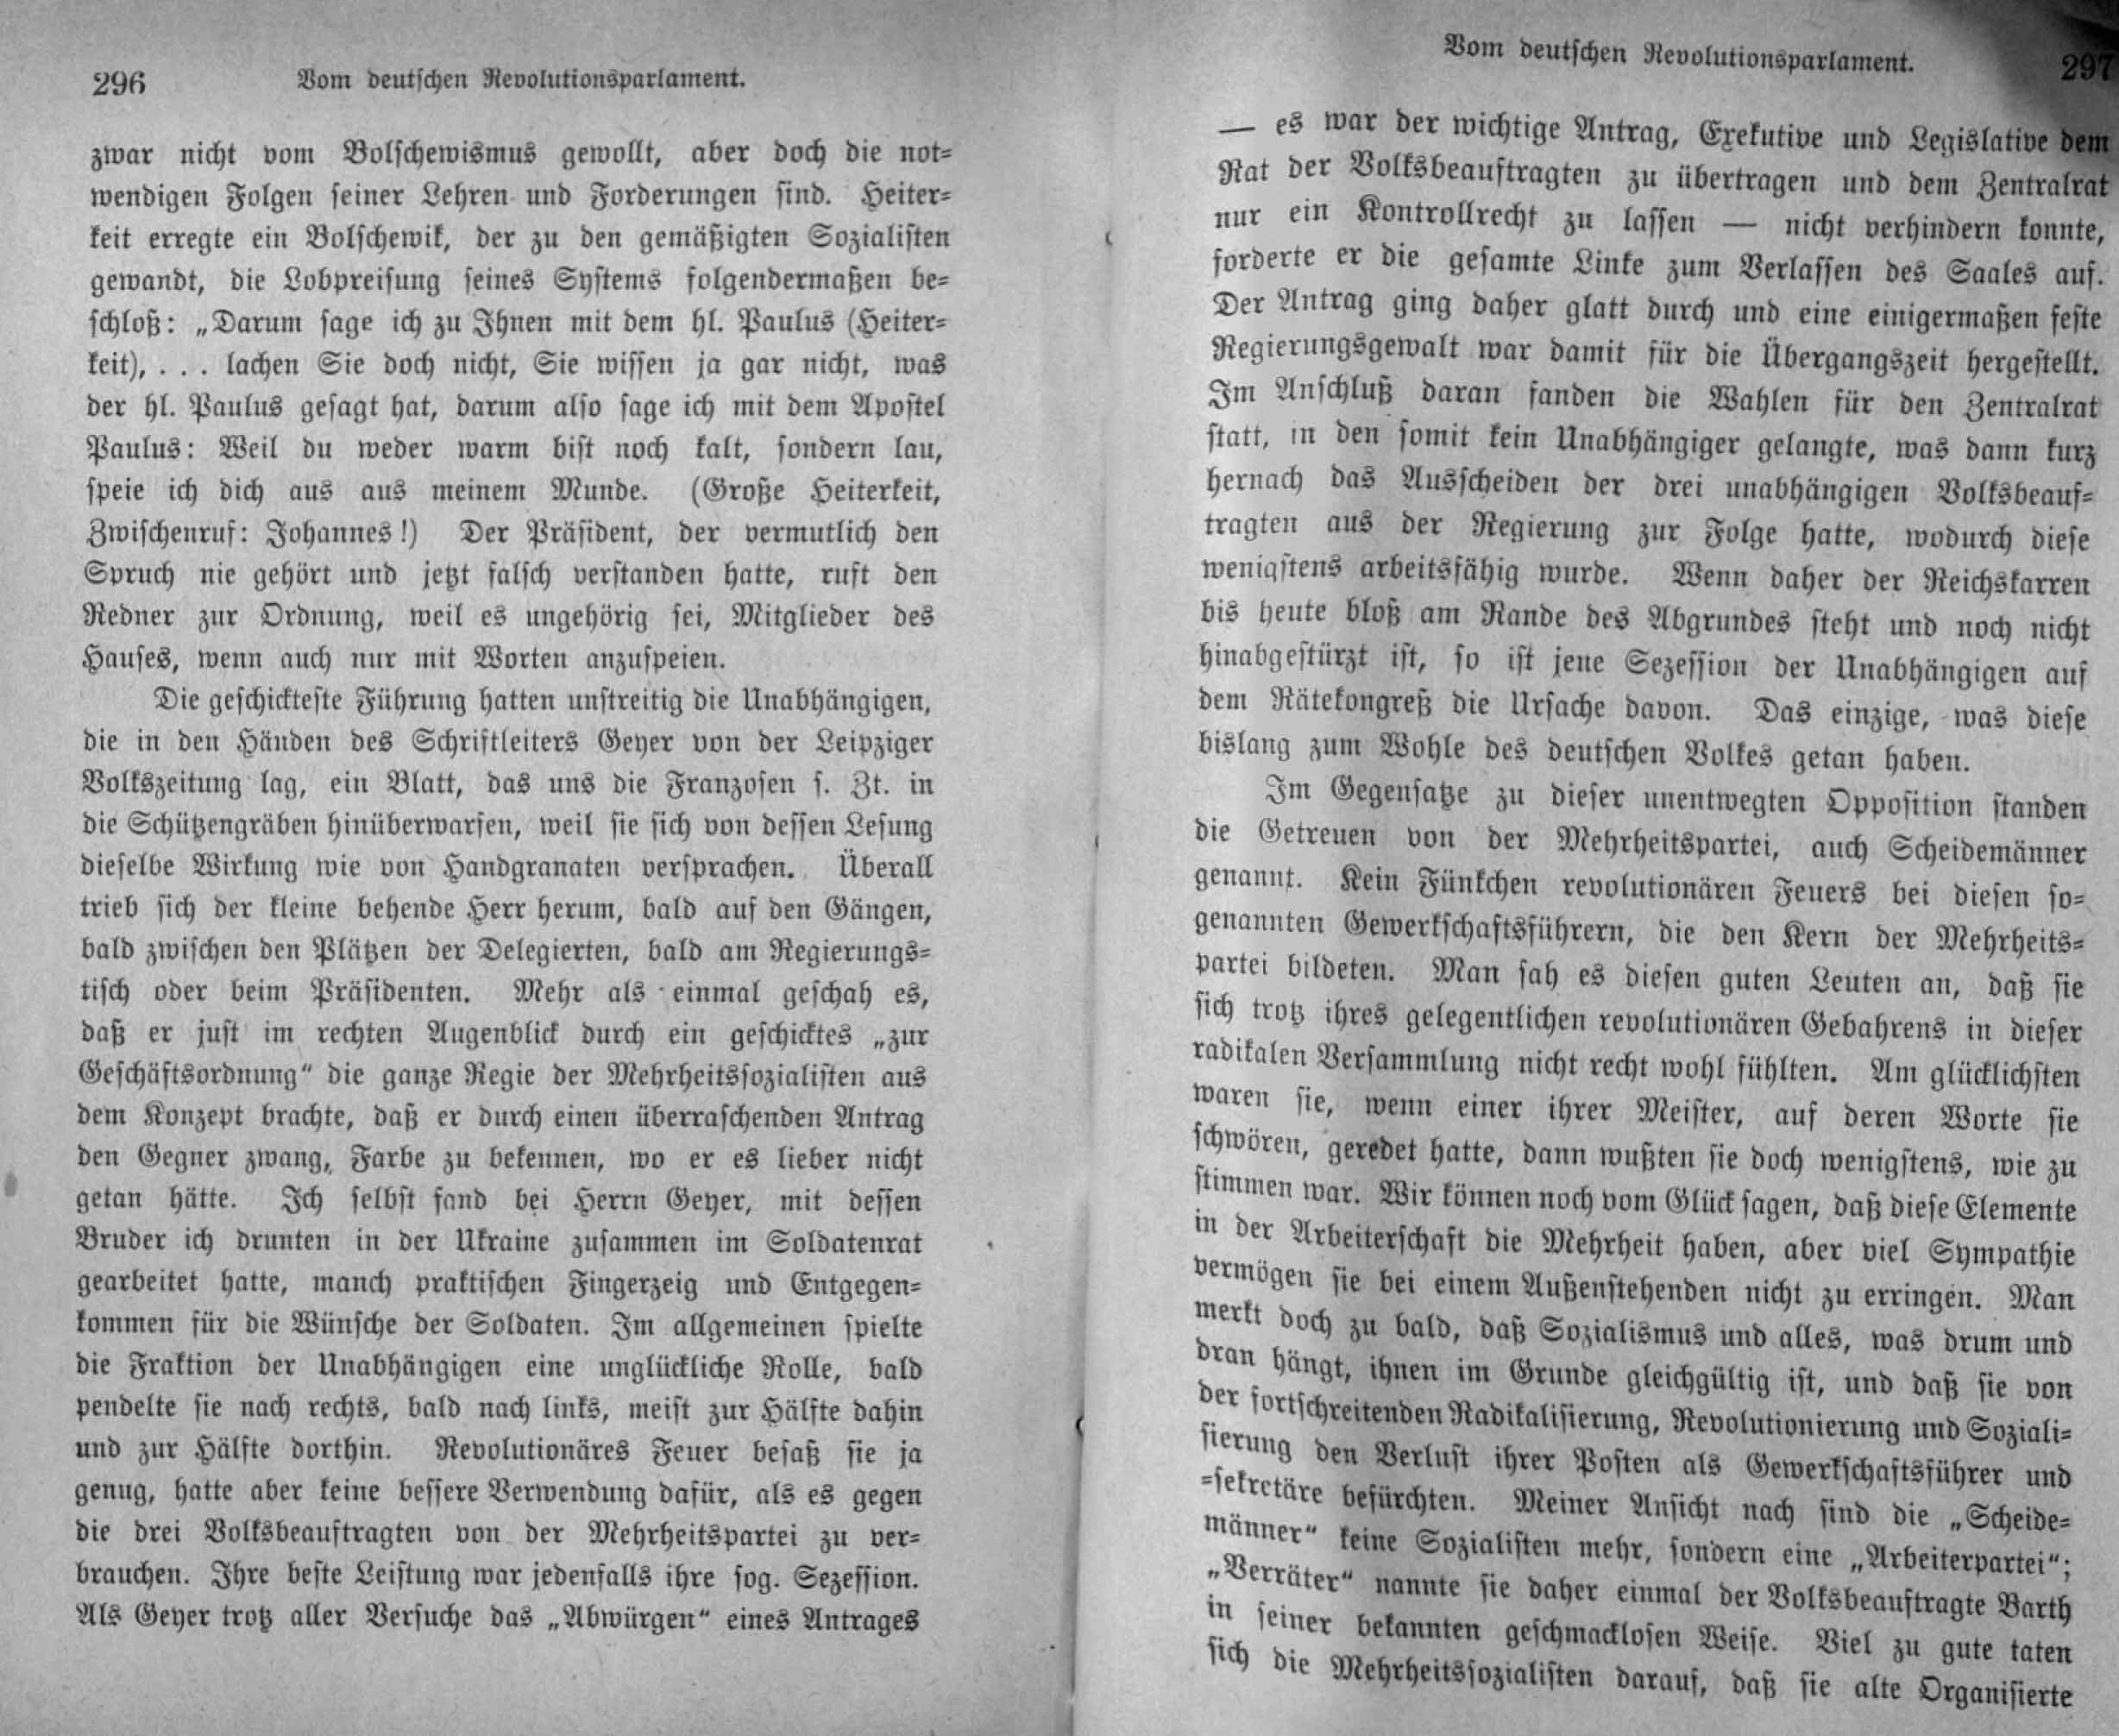 296 Vom deutschen Revolutionsparlament.
zwar nicht vom Bolschewismus gewollt, aber doch die not=
wendigen Folgen seiner Lehren und Forderungen sind. Heiter=
keit erregte ein Bolschewik, der zu den gemäßigten Sozialisten
gewandt, die Lobpreisung seines Systems folgendermaßen be=
schloß: „Darum sage ich zu Ihnen mit dem hl. Paulus (Heiter=
keit), . . . lachen Sie doch nicht, Sie wissen ja gar nicht, was
der hl. Paulus gesagt hat, darum also sage ich mit dem Apostel
Paulus: Weil du weder warm bist noch kalt, sondern lau,
speie ich dich aus aus meinem Munde. (Große Heiterkeit,
Zwischenruf: Johannes!) Der Präsident, der vermutlich den
Spruch nie gehört und jetzt falsch verstanden hatte, ruft den
Redner zur Ordnung, weil es ungehörig sei, Mitglieder des
Hauses, wenn auch nur mit Worten anzuspeien.
Die geschickteste Führung hatten unstreitig die Unabhängigen,
die in den Händen des Schriftleiters Geyer von der Leipziger
Volkszeitung lag, ein Blatt, das uns die Franzosen s. Zt. in
die Schützengräben hinüberwarfen, weil sie sich von dessen Lesung
dieselbe Wirkung wie von Handgranaten versprachen. Überall
trieb sich der kleine behende Herr herum, bald auf den Gängen,
bald zwischen den Plätzen der Delegierten, bald am Regierungs=
tisch oder beim Präsidenten. Mehr als einmal geschah es,
daß er just im rechten Augenblick durch ein geschicktes „zur
Geschäftsordnung“ die ganze Regie der Mehrheitssozialisten aus
dem Konzept brachte, daß er durch einen überraschenden Antrag
den Gegner zwang, Farbe zu bekennen, wo er es lieber nicht
getan hätte. Ich selbst fand bei Herrn Geyer, mit dessen
Bruder ich drunten in der Ukraine zusammen im Soldatenrat
gearbeitet hatte, manch praktischen Fingerzeig und Entgegen=
kommen für die Wünsche der Soldaten. Im allgemeinen spielte
die Fraktion der Unabhängigen eine unglückliche Rolle, bald
pendelte sie nach rechts, bald nach links, meist zur Hälfte dahin
und zur Hälfte dorthin. Revolutionäres Feuer besaß sie ja
genug, hatte aber keine bessere Verwendung dafür, als es gegen
die drei Volksbeauftragten von der Mehrheitspartei zu ver=
brauchen. Ihre beste Leistung war jedenfalls ihre sog. Sezession.
Als Geyer trotz aller Versuche das „Abwürgen“ eines Antrages
Vom deutschen Revolutionsparlament. 297
— es war der wichtige Antrag, Exekutive und Legislative dem
Rat der Volksbeauftragten zu übertragen und dem Zentralrat
nur ein Kontrollrecht zu lassen — nicht verhindern konnte,
forderte er die gesamte Linke zum Verlassen des Saales auf.
Der Antrag ging daher glatt durch und eine einigermaßen feste
Regierungsgewalt war damit für die Übergangszeit hergestellt.
Im Anschluß daran fanden die Wahlen für den Zentralrat
statt, in den somit kein Unabhängiger gelangte, was dann kurz
hernach das Ausscheiden der drei unabhängigen Volksbeauf=
tragten aus der Regierung zur Folge hatte, wodurch diese
wenigstens arbeitsfähig wurde. Wenn daher der Reichskarren
bis heute bloß am Rande des Abgrundes steht und noch nicht
hinabgestürzt ist, so ist jene Sezession der Unabhängigen auf
dem Rätekongreß die Ursache davon. Das einzige, was diese
bislang zum Wohle des deutschen Volkes getan haben.
Im Gegensatze zu dieser unentwegten Opposition standen
die Getreuen von der Mehrheitspartei, auch Scheidemänner
genannt. Kein Fünkchen revolutionären Feuers bei diesen so=
genannten Gewerkschaftsführern, die den Kern der Mehrheits=
partei bildeten. Man sah es diesen guten Leuten an, daß sie
sich trotz ihres gelegentlichen revolutionären Gebahrens in dieser
radikalen Versammlung nicht recht wohl fühlten. Am glücklichsten
waren sie, wenn einer ihrer Meister, auf deren Worte sie
schwören, geredet hatte, dann wußten sie doch wenigstens, wie zu
stimmen war. Wir können noch vom Glück sagen, daß diese Elemente
in der Arbeiterschaft die Mehrheit haben, aber viel Sympathie
vermögen sie bei einem Außenstehenden nicht zu erringen. Man
merkt doch zu bald, daß Sozialismus und alles, was drum und
dran hängt, ihnen im Grunde gleichgültig ist, und daß sie von
der fortschreitenden Radikalisierung, Revolutionierung und Soziali=
sierung den Verlust ihrer Posten als Gewerkschaftsführer und
=sekretäre befürchten. Meiner Ansicht nach sind die „Scheide=
männer“ keine Sozialisten mehr, sondern eine „Arbeiterpartei“;
„Verräter“ nannte sie daher einmal der Volksbeauftragte Barth
in seiner bekannten geschmacklosen Weise. Viel zu gute taten
sich die Mehrheitssozialisten darauf, daß sie alte Organisierte